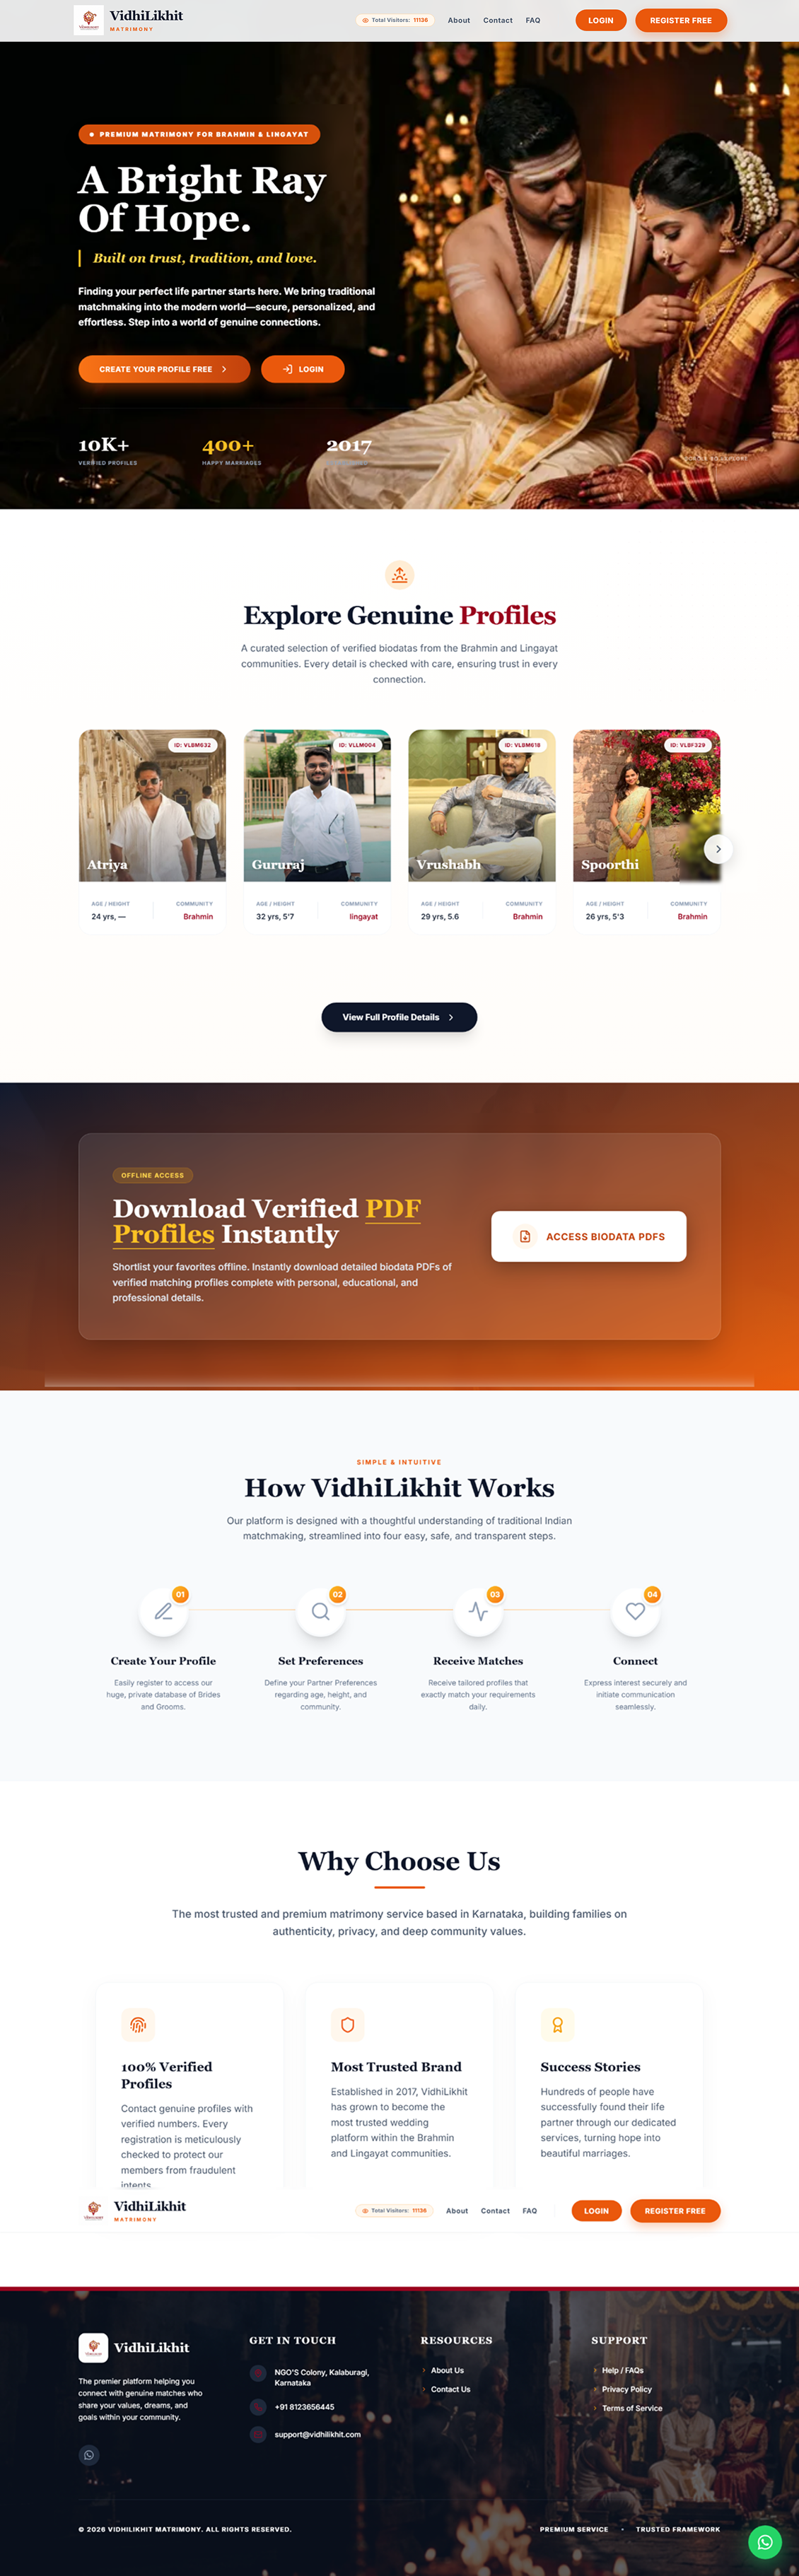 VidhiLikhit
MATRIMONY
Total Visitors: 11136
About
Contact
FAQ
LOGIN
REGISTER FREE
PREMIUM MATRIMONY FOR BRAHMIN & LINGAYAT
A Bright Ray
Of Hope.
Built on trust, tradition, and love.
Finding your perfect life partner starts here. We bring traditional
matchmaking into the modern world—secure, personalized, and
effortless. Step into a world of genuine connections.
CREATE YOUR PROFILE FREE
LOGIN
10K+
400+
2017
VERIFIED PROFILES
HAPPY MARRIAGES
Explore Genuine Profiles
A curated selection of verified biodatas from the Brahmin and Lingayat
communities. Every detail is checked with care, ensuring trust in every
connection.
ID: VLBM632
Atriya
AGE / HEIGHT
COMMUNITY
24 yrs, —
Brahmin
ID: VLLM004
Gururaj
AGE / HEIGHT
COMMUNITY
32 yrs, 5'7
lingayat
ID: VLBM618
Vrushabh
AGE / HEIGHT
COMMUNITY
29 yrs, 5.6
Brahmin
ID: VLBF329
Spoorthi
AGE / HEIGHT
COMMUNITY
26 yrs, 5'3
Brahmin
View Full Profile Details
OFFLINE ACCESS
Download Verified PDF
Profiles Instantly
Shortlist your favorites offline. Instantly download detailed biodata PDFs of
verified matching profiles complete with personal, educational, and
professional details.
ACCESS BIODATA PDFS
SIMPLE & INTUITIVE
How VidhiLikhit Works
Our platform is designed with a thoughtful understanding of traditional Indian
matchmaking, streamlined into four easy, safe, and transparent steps.
01
Create Your Profile
Easily register to access our
huge, private database of Brides
and Grooms.
02
Set Preferences
Define your Partner Preferences
regarding age, height, and
community.
03
Receive Matches
Receive tailored profiles that
exactly match your requirements
daily.
04
Connect
Express interest securely and
initiate communication
seamlessly.
Why Choose Us
The most trusted and premium matrimony service based in Karnataka, building families on
authenticity, privacy, and deep community values.
100% Verified
Profiles
Contact genuine profiles with
verified numbers. Every
registration is meticulously
checked to protect our
members from fraudulent
intents.
Most Trusted Brand
Established in 2017, VidhiLikhit
has grown to become the
most trusted wedding
platform within the Brahmin
and Lingayat communities.
Success Stories
Hundreds of people have
successfully found their life
partner through our dedicated
services, turning hope into
beautiful marriages.
VidhiLikhit
MATRIMONY
Total Visitors: 11136
About
Contact
FAQ
LOGIN
REGISTER FREE
VidhiLikhit
The premier platform helping you
connect with genuine matches who
share your values, dreams, and
goals within your community.
GET IN TOUCH
NGO'S Colony, Kalaburagi,
Karnataka
+91 8123656445
support@vidhilikhit.com
RESOURCES
About Us
Contact Us
SUPPORT
Help / FAQs
Privacy Policy
Terms of Service
© 2026 VIDHILIKHIT MATRIMONY. ALL RIGHTS RESERVED.
PREMIUM SERVICE
•
TRUSTED FRAMEWORK